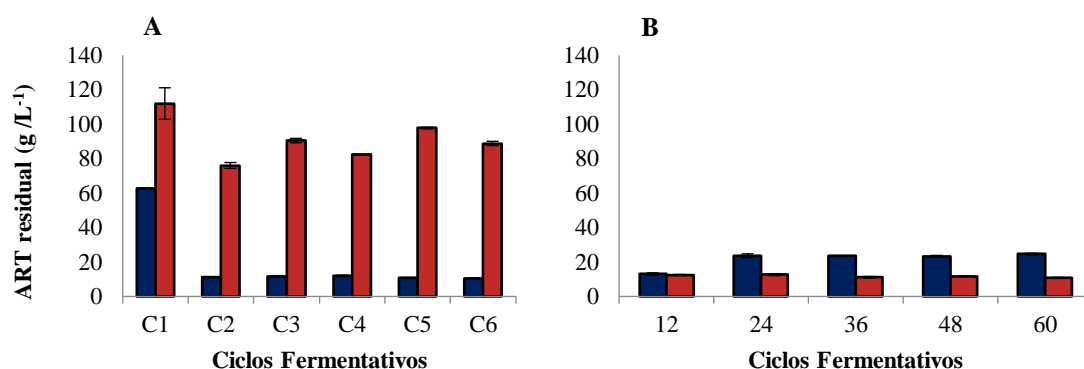 A
B
ART residual (g /L⁻¹)
140
120
100
80
60
40
20
0
C1 C2 C3 C4 C5 C6
Ciclos Fermentativos
140
120
100
80
60
40
20
0
12 24 36 48 60
Ciclos Fermentativos